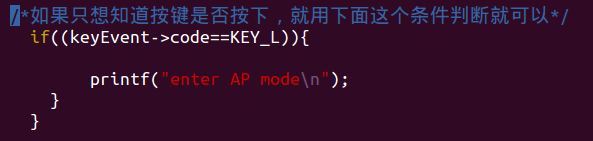 /*如果只想知道按键是否按下，就用下面这个条件判断就可以*/
if((keyEvent->code==KEY_L)){
printf("enter AP mode\n");
}
}